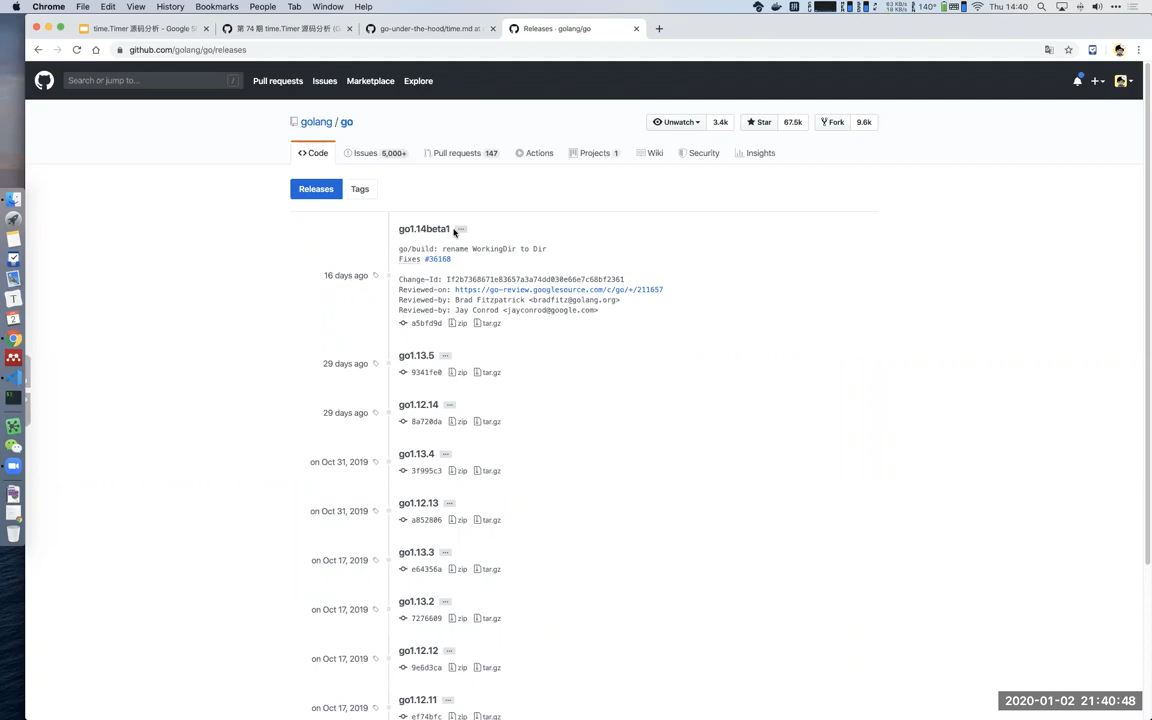 Chrome File Edit View History Bookmarks People Tab Window Help 140° Thu 14:40
time.Timer 源码分析 - Google S
第 74 期 time.Timer 源码分析 (G
go-under-the-hood/time.md at
Releases · golang/go
github.com/golang/go/releases
Search or jump to... /
Pull requests Issues Marketplace Explore
golang / go
Unwatch 3.4k Star 67.5k Fork 9.6k
Code Issues 5,000+ Pull requests 147 Actions Projects 1 Wiki Security Insights
Releases Tags
go1.14beta1
go/build: rename WorkingDir to Dir
Fixes #36168
16 days ago
Change-Id: If2b7368671e83657a3a74dd030e66e7c68bf2361
Reviewed-on: https://go-review.googlesource.com/c/go/+/211657
Reviewed-by: Brad Fitzpatrick <bradfitz@golang.org>
Reviewed-by: Jay Conrod <jayconrod@google.com>
a5bfd9d zip tar.gz
go1.13.5
29 days ago
9341fe0 zip tar.gz
go1.12.14
29 days ago
8a720da zip tar.gz
go1.13.4
on Oct 31, 2019
3f995c3 zip tar.gz
go1.12.13
on Oct 31, 2019
a852806 zip tar.gz
go1.13.3
on Oct 17, 2019
e64356a zip tar.gz
go1.13.2
on Oct 17, 2019
7276609 zip tar.gz
go1.12.12
on Oct 17, 2019
9e6d3ca zip tar.gz
go1.12.11
on Oct 17, 2019
ef74bfc zip tar.gz
2020-01-02 21:40:48